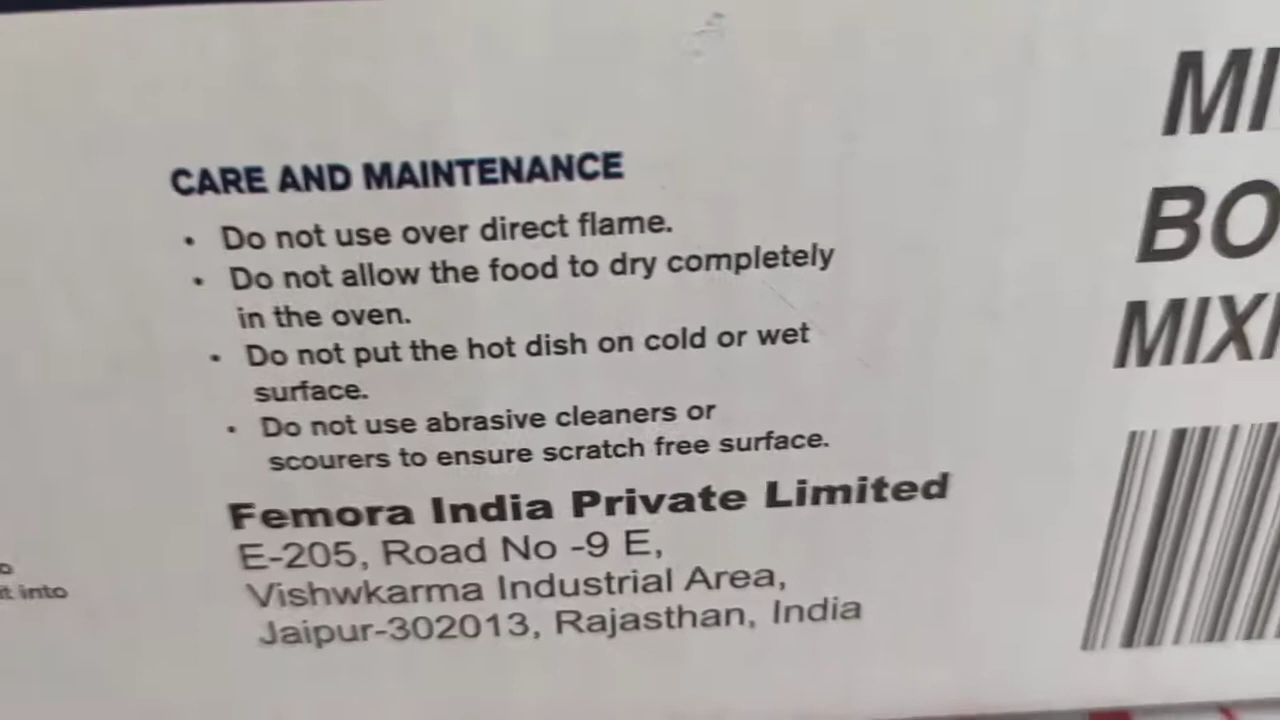 CARE AND MAINTENANCE
• Do not use over direct flame.
• Do not allow the food to dry completely
in the oven.
• Do not put the hot dish on cold or wet
surface.
• Do not use abrasive cleaners or
scourers to ensure scratch free surface.
Femora India Private Limited
E-205, Road No -9 E,
Vishwkarma Industrial Area,
Jaipur-302013, Rajasthan, India
into
MI
BO
MIX